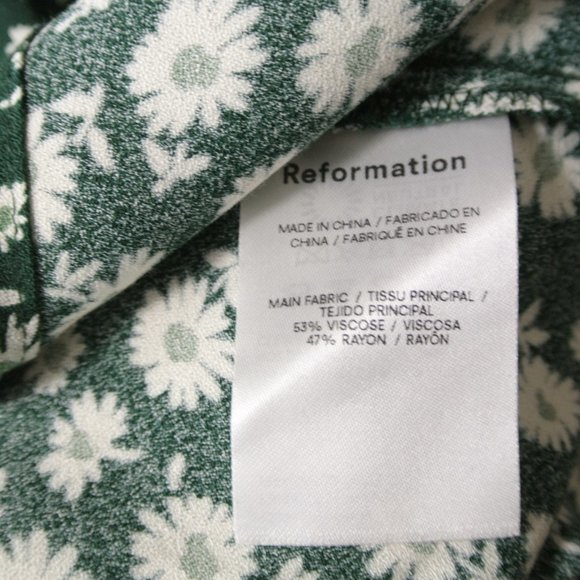 Reformation
MADE IN CHINA / FABRICADO EN
CHINA / FABRIQUÉ EN CHINE
MAIN FABRIC / TISSU PRINCIPAL /
TEJIDO PRINCIPAL
53% VISCOSE / VISCOSA
47% RAYON / RAYÓN